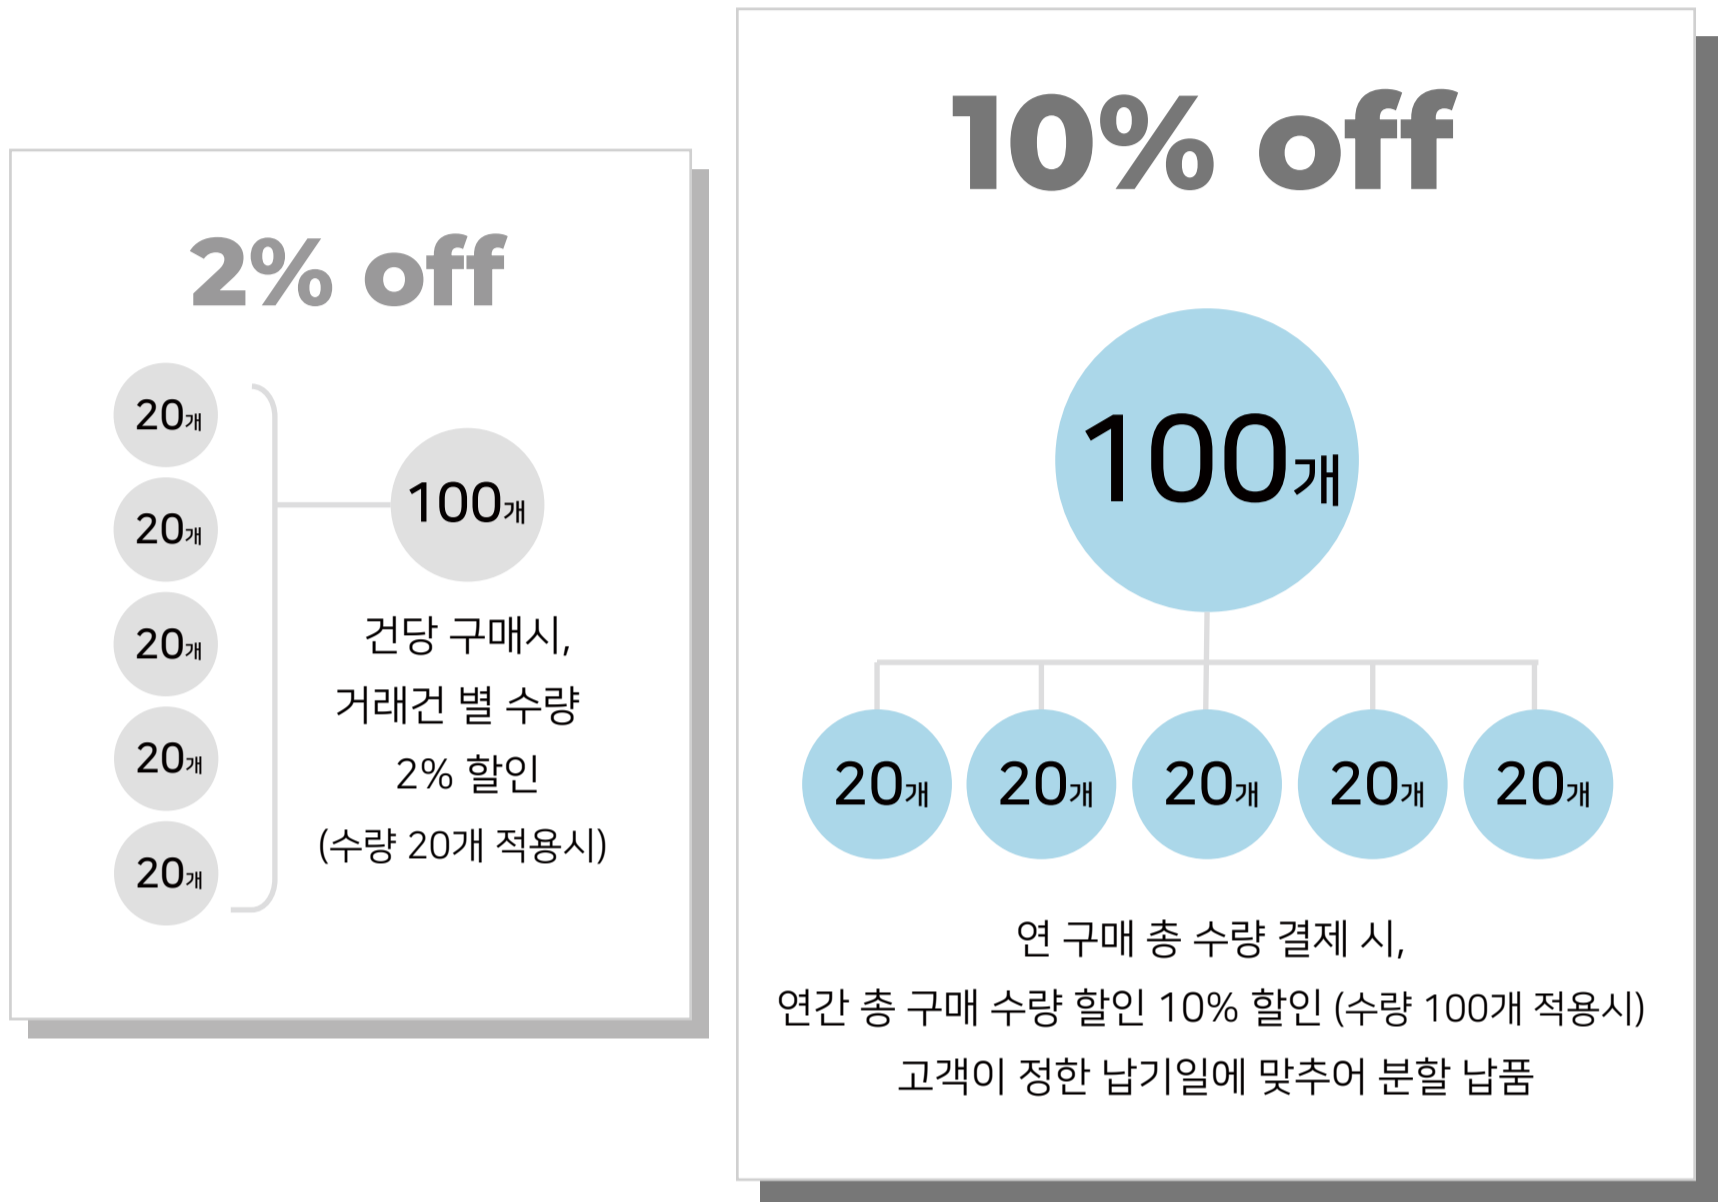 2% off
20개
20개
20개
20개
20개
100개
건당 구매시,
거래건 별 수량
2% 할인
(수량 20개 적용시)
10% off
100개
20개
20개
20개
20개
20개
연 구매 총 수량 결제 시,
연간 총 구매 수량 할인 10% 할인 (수량 100개 적용시)
고객이 정한 납기일에 맞추어 분할 납품